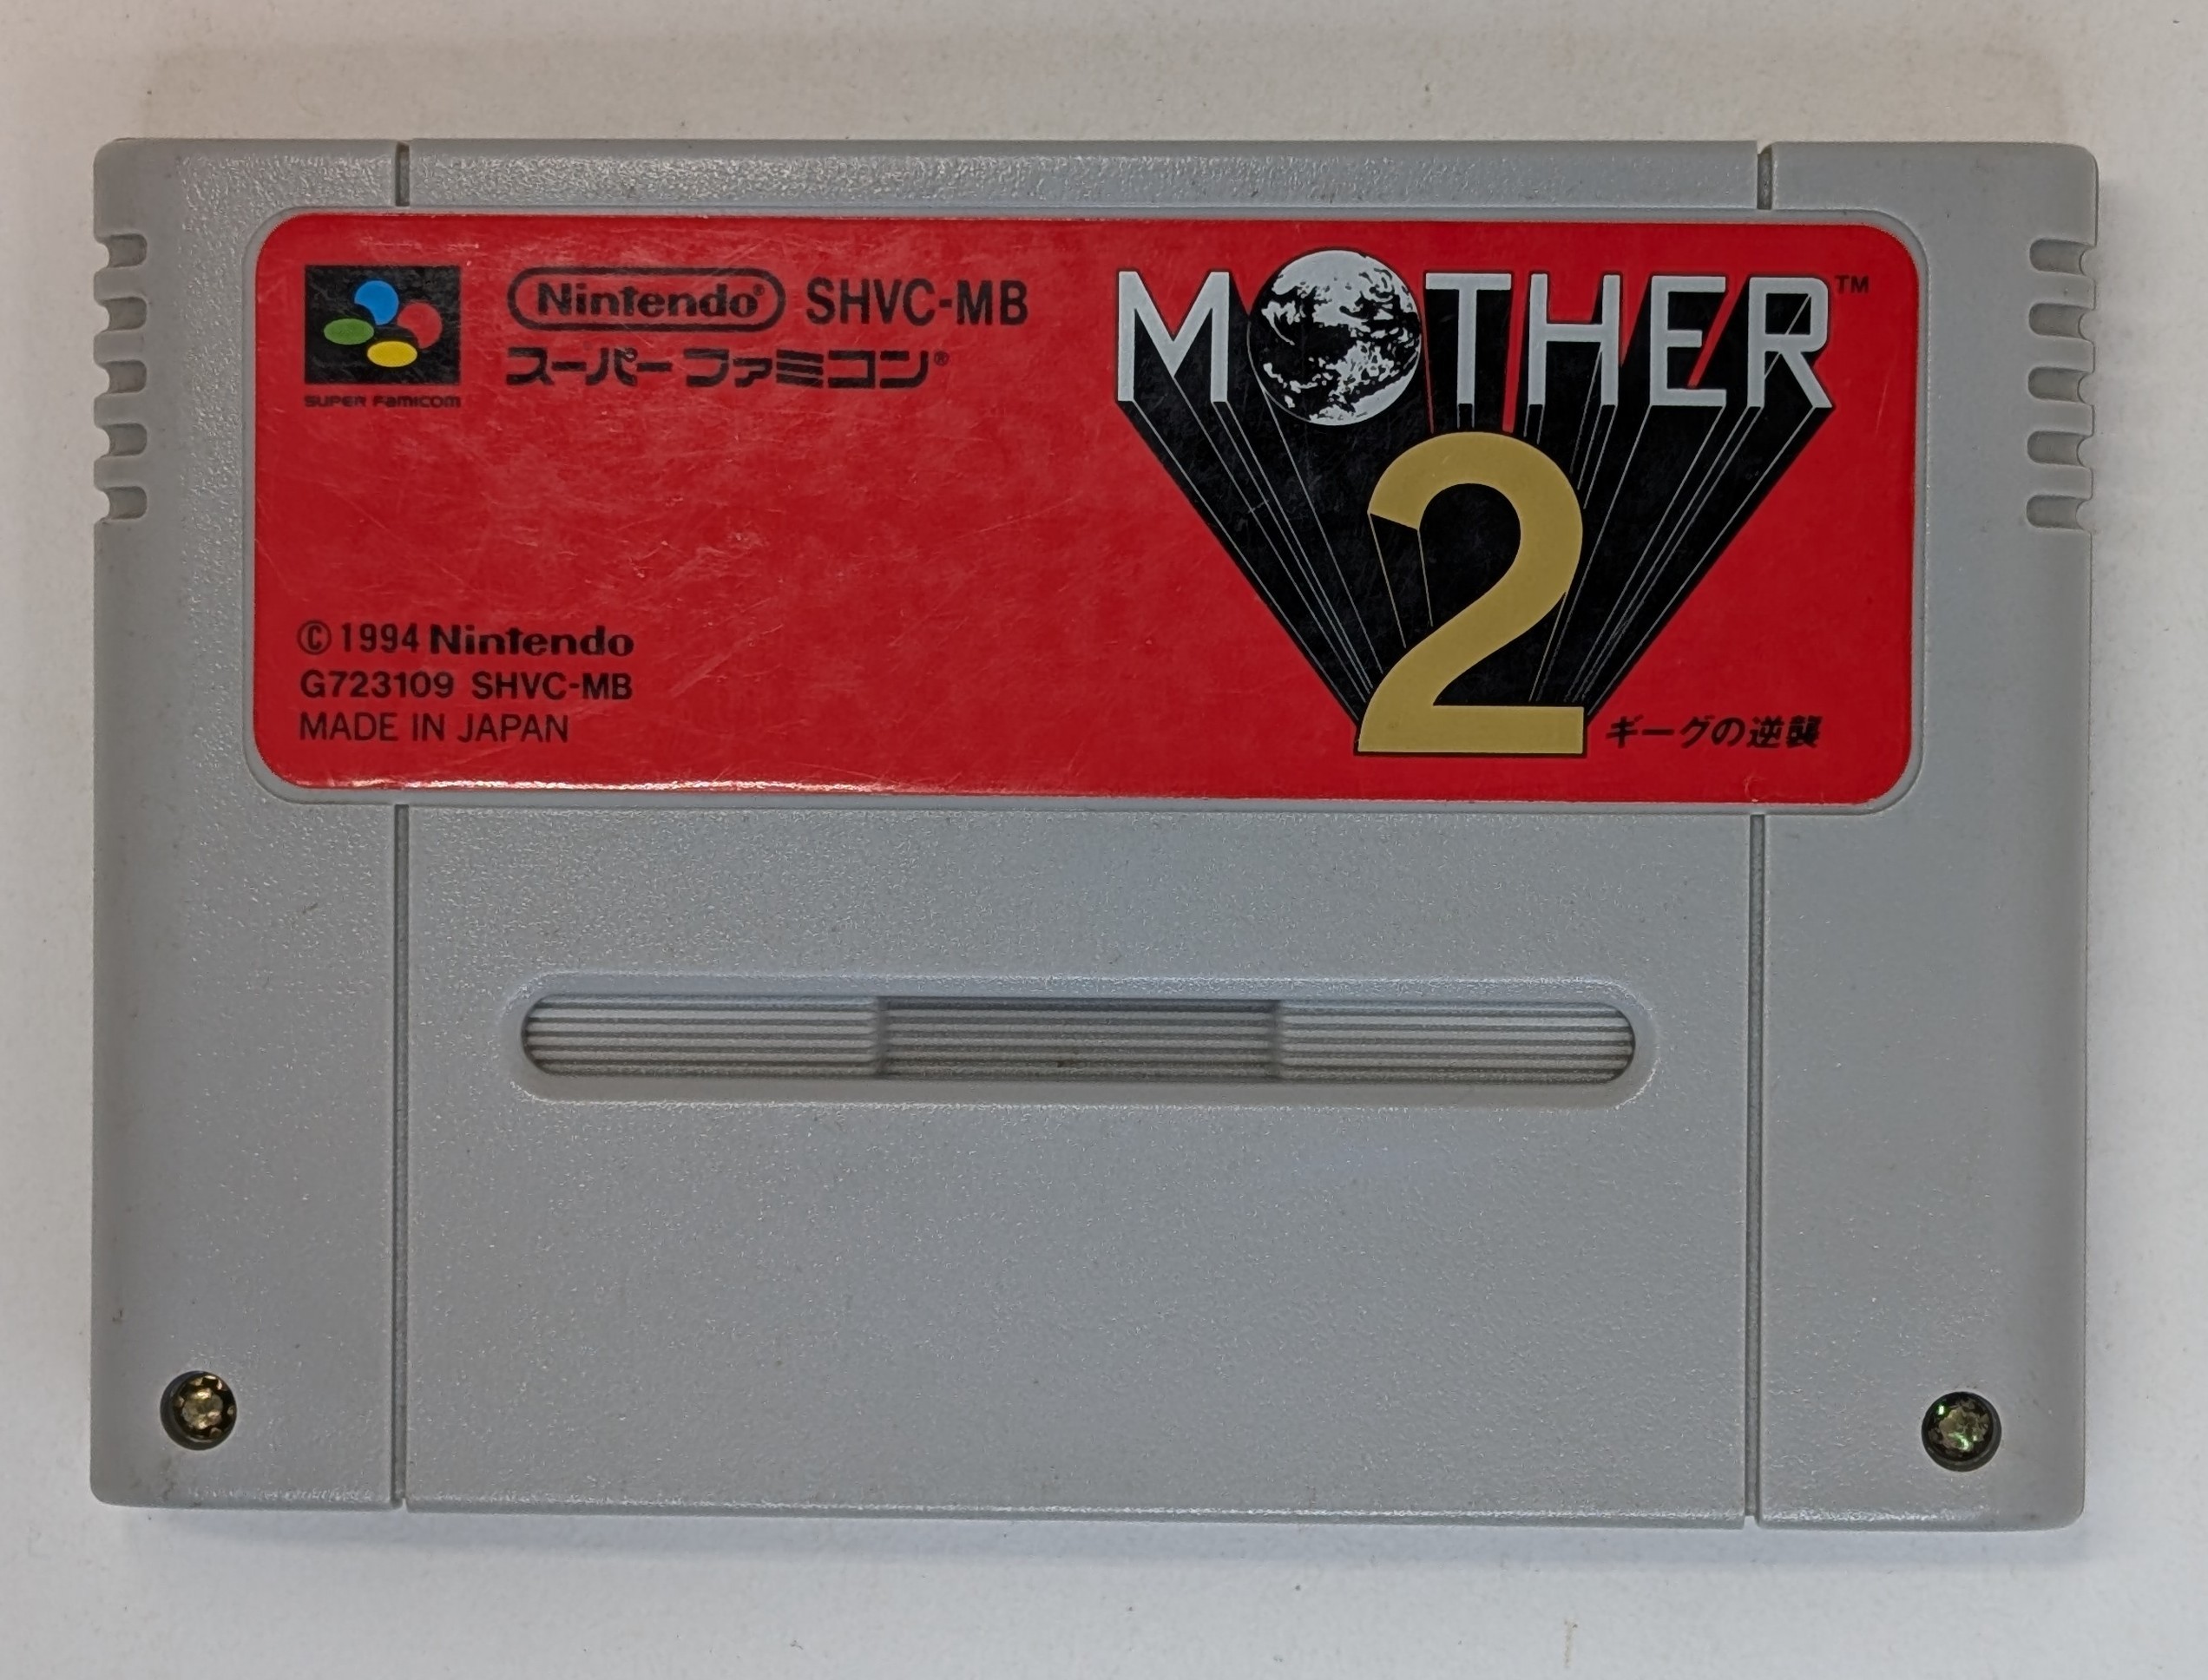 SUPER FAMICOM
Nintendo® SHVC-MB
スーパーファミコン®
MOTHER™
2
ギーグの逆襲
©1994 Nintendo
G723109 SHVC-MB
MADE IN JAPAN